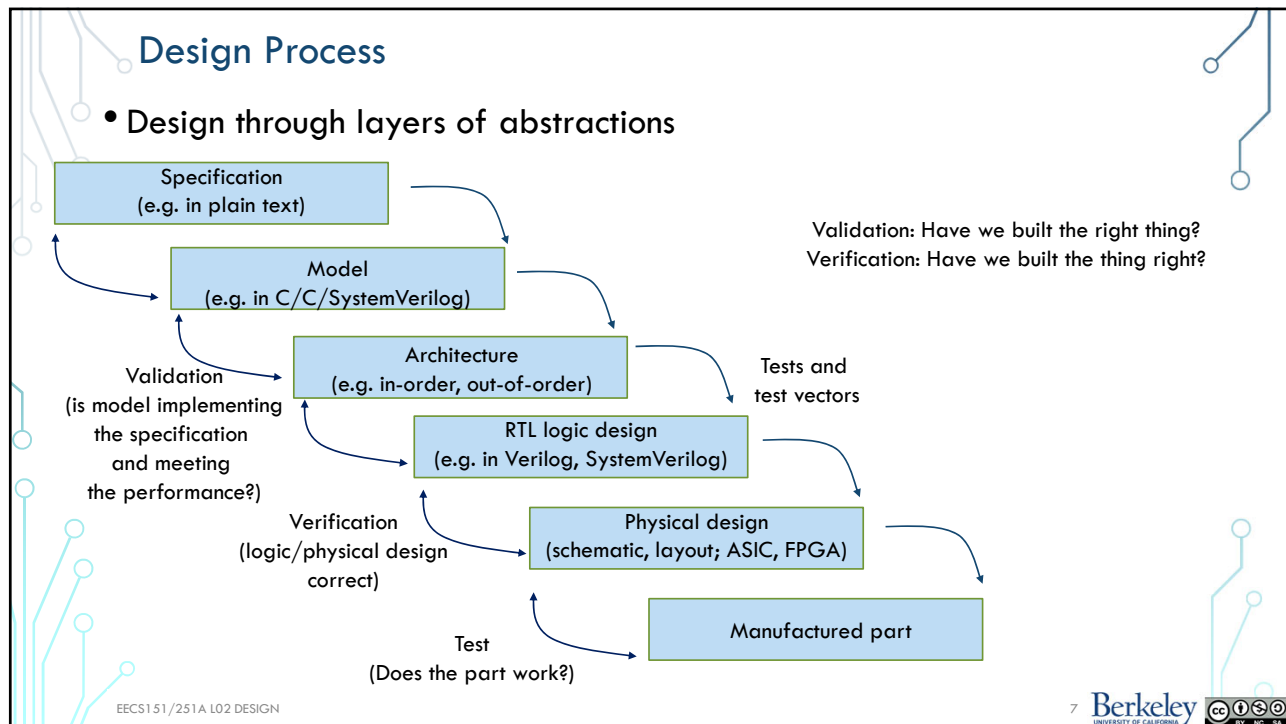 Design Process
• Design through layers of abstractions
Specification
(e.g. in plain text)
Validation: Have we built the right thing?
Verification: Have we built the thing right?
Model
(e.g. in C/C/SystemVerilog)
Architecture
(e.g. in-order, out-of-order)
Tests and
test vectors
Validation
(is model implementing
the specification
and meeting
the performance?)
RTL logic design
(e.g. in Verilog, SystemVerilog)
Verification
(logic/physical design
correct)
Physical design
(schematic, layout; ASIC, FPGA)
Manufactured part
Test
(Does the part work?)
EECS151/251A L02 DESIGN
7
Berkeley
UNIVERSITY OF CALIFORNIA
cc
BY NC SA